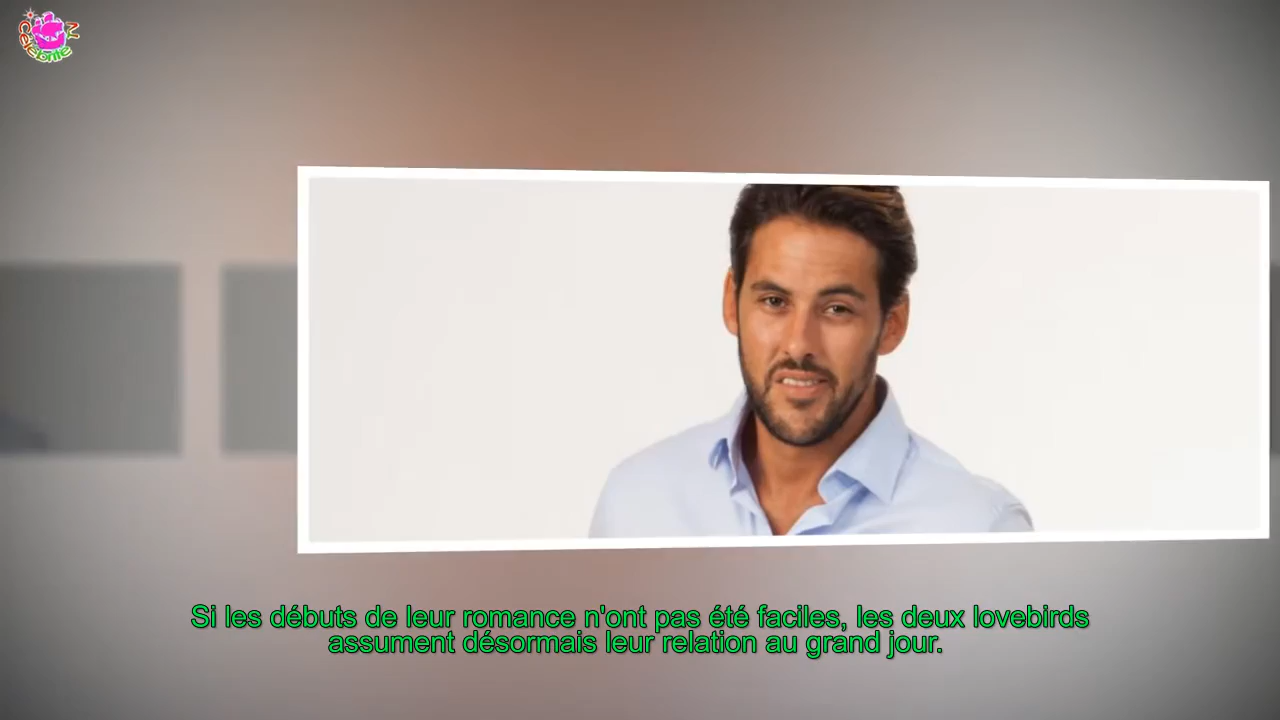 Célébrité
N
Si les débuts de leur romance n'ont pas été faciles, les deux lovebirds
assument désormais leur relation au grand jour.